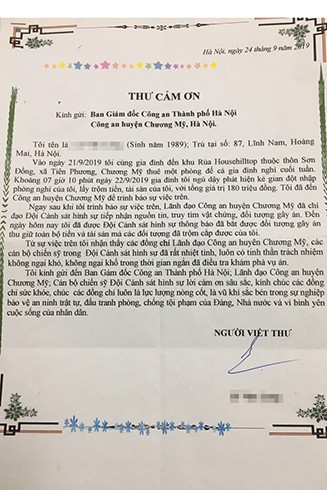 Hà Nội, ngày 24 tháng 9 năm 2019
THƯ CẢM ƠN
Kính gửi: Ban Giám đốc Công an Thành phố Hà Nội
Công an huyện Chương Mỹ, Hà Nội.
Tôi tên là (Sinh năm 1989); Trú tại số: 87, Lĩnh Nam, Hoàng
Mai, Hà Nội.
Vào ngày 21/9/2019 tôi cùng gia đình đến khu Rùa Househilltop thuộc thôn Sơn
Đồng, xã Tiên Phương, Chương Mỹ thuê một phòng để cả gia đình nghỉ cuối tuần.
Khoảng 07 giờ 10 phút ngày 22/9/2019 gia đình tôi ngủ dậy phát hiện kẻ gian đột nhập
phòng nghỉ của tôi, lấy trộm tiền, tài sản của tôi, với tổng giá trị 180 triệu đồng. Tôi đã đến
Công an huyện Chương Mỹ để trình báo sự việc trên.
Ngay sau khi tôi trình báo sự việc trên, Lãnh đạo Công an huyện Chương Mỹ đã chỉ
đạo Đội Cảnh sát hình sự tiếp nhận nguồn tin, truy tìm vật chứng, đối tượng gây án. Đến
ngày hôm nay tôi đã được Đội Cảnh sát hình sự thông báo đã bắt được đối tượng gây án
thu giữ toàn bộ số tiền và tài sản mà các đối tượng đã trộm cắp được của tôi.
Từ sự việc trên tôi nhận thấy các đồng chí Lãnh đạo Công an huyện Chương Mỹ, các
cán bộ chiến sỹ trong Đội Cảnh sát hình sự đã rất nhiệt tình, luôn có tinh thần trách nhiệm
không ngại khó, không ngại khổ trong thời gian ngắn đã điều tra khám phá vụ án.
Tôi kính gửi đến Ban Giám đốc Công an Thành phố Hà Nội; Lãnh đạo Công an huyện
Chương Mỹ; Cán bộ chiến sỹ Đội Cảnh sát hình sự lời cảm ơn sâu sắc, kính chúc các đồng
chí sức khỏe, chúc các đồng chí luôn là lực lượng nòng cốt, là vũ khí sắc bén trong sự nghiệp
bảo vệ an ninh trật tự, đấu tranh phòng, chống tội phạm của Đảng, Nhà nước và vì bình yên
cuộc sống của nhân dân.
NGƯỜI VIẾT THƯ